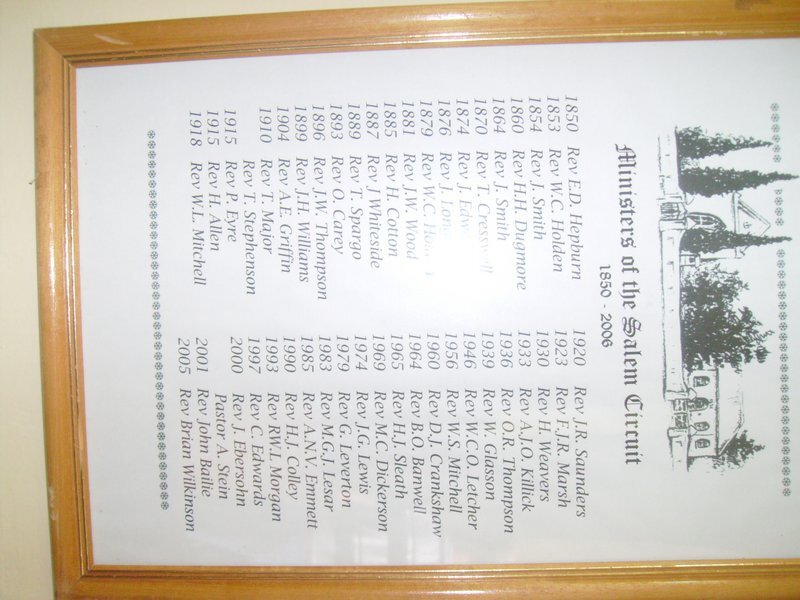 Ministers of the Salem Circuit
1850 - 2006
1850 Rev E.D. Hepburn
1853 Rev W.C. Holden
1854 Rev J. Smith
1860 Rev H.H. Dugmore
1864 Rev J. Smith
1870 Rev T. Cresswell
1874 Rev J.
1876 Rev J.
1879 Rev W.C.
1881 Rev J.W. Wood
1885 Rev H. Cotton
1887 Rev J Whiteside
1889 Rev T. Spargo
1893 Rev O. Carey
1896 Rev J.W. Thompson
1899 Rev J.H. Williams
1904 Rev A.E. Griffin
1910 Rev T. Major
Rev T. Stephenson
1915 Rev P. Eyre
1915 Rev H. Allen
1918 Rev W.L. Mitchell
1920 Rev J.R. Saunders
1923 Rev F.J.R. Marsh
1930 Rev H. Weavers
1933 Rev A.J.O. Killick
1936 Rev O.R. Thompson
1939 Rev W. Glasson
1946 Rev W.C.O. Letcher
1956 Rev W.S. Mitchell
1960 Rev D.J. Crankshaw
1964 Rev B.O. Banwell
1965 Rev H.J. Sleath
1969 Rev M.C. Dickerson
1974 Rev J.G. Lewis
1979 Rev G. Leverton
1983 Rev M.G.J. Lesar
1985 Rev A.N.V. Emmett
1990 Rev H.J. Colley
1993 Rev RW.L Morgan
1997 Rev C. Edwards
2000 Rev J. Ebersohn
Pastor A. Stein
2001 Rev John Bailie
2005 Rev Brian Wilkinson